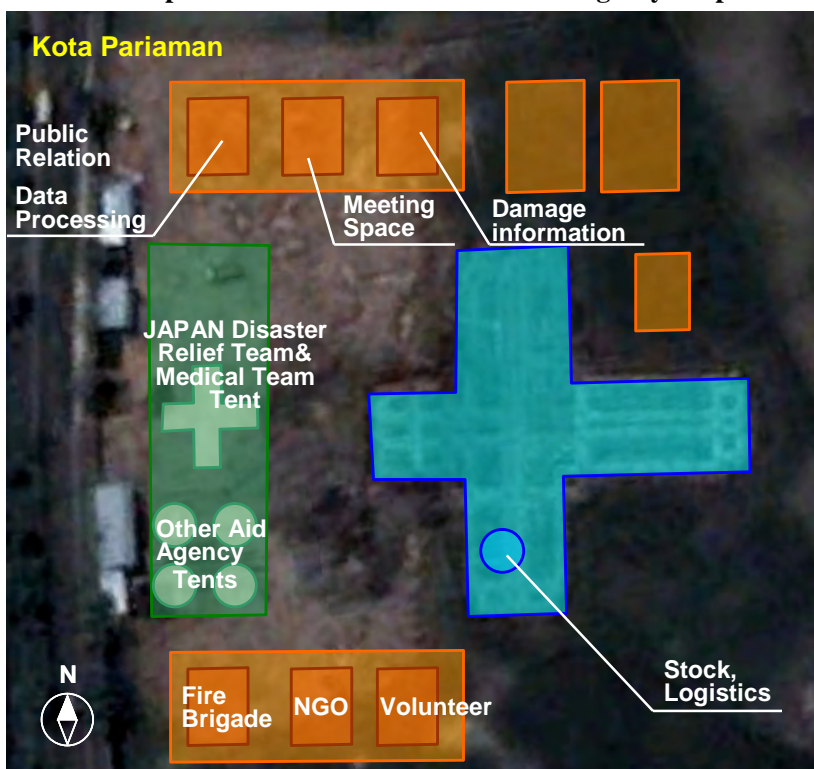 Kota Pariaman
Public
Relation
Data
Processing
Meeting
Space
Damage
information
JAPAN Disaster
Relief Team&
Medical Team
Tent
Other Aid
Agency
Tents
Stock,
Logistics
N
Fire
Brigade
NGO
Volunteer